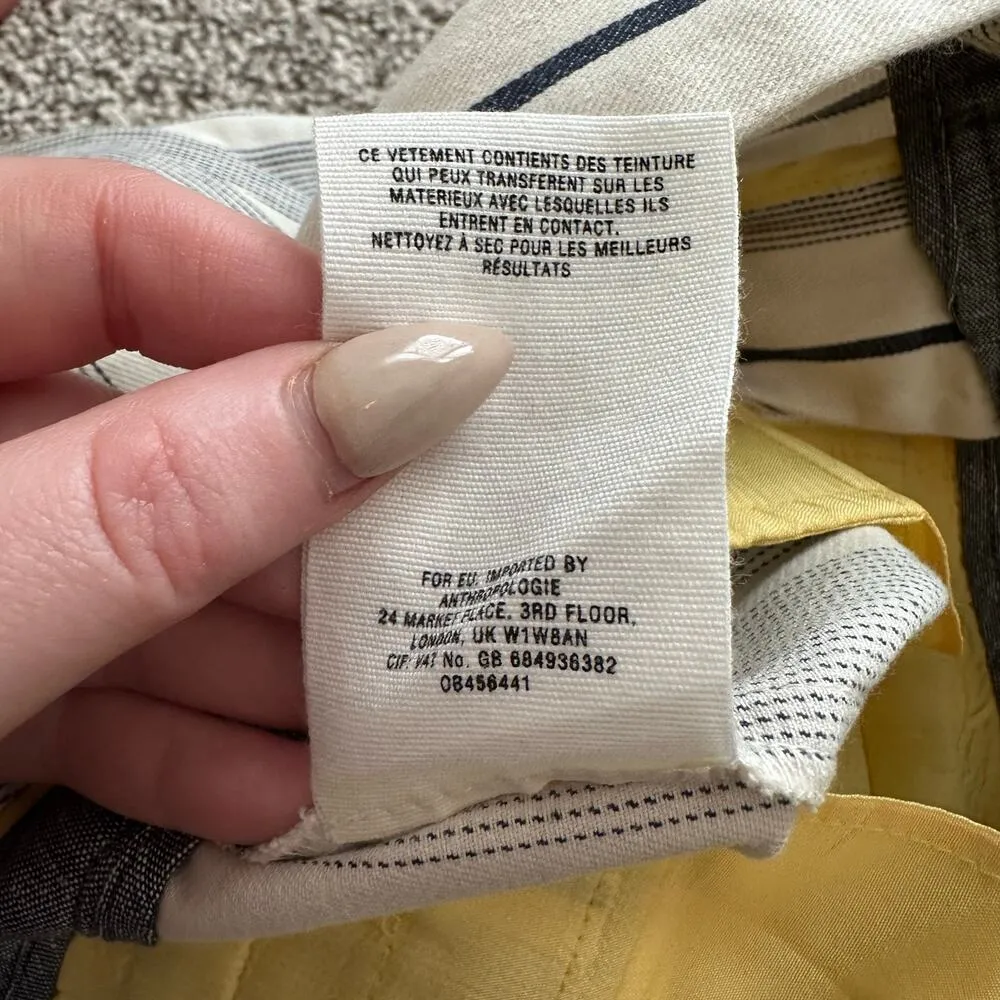 CE VETEMENT CONTIENTS DES TEINTURE
QUI PEUX TRANSFERENT SUR LES
MATERIEUX AVEC LESQUELLES ILS
ENTRENT EN CONTACT.
NETTOYEZ À SEC POUR LES MEILLEURS
RÉSULTATS
FOR EU. IMPORTED BY
ANTHROPOLOGIE
24 MARKET PLACE. 3RD FLOOR,
LONDON, UK W1W8AN
CIF: VAT No. GB 684936382
08456441